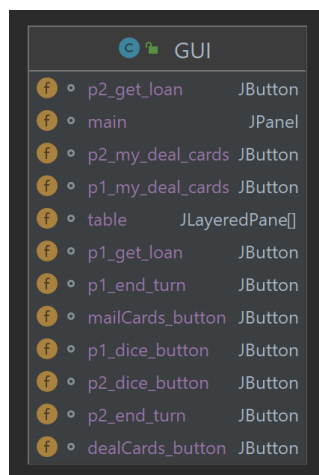 C GUI
f p2_get_loan JButton
f main JPanel
f p2_my_deal_cards JButton
f p1_my_deal_cards JButton
f table JLayeredPane[]
f p1_get_loan JButton
f p1_end_turn JButton
f mailCards_button JButton
f p1_dice_button JButton
f p2_dice_button JButton
f p2_end_turn JButton
f dealCards_button JButton